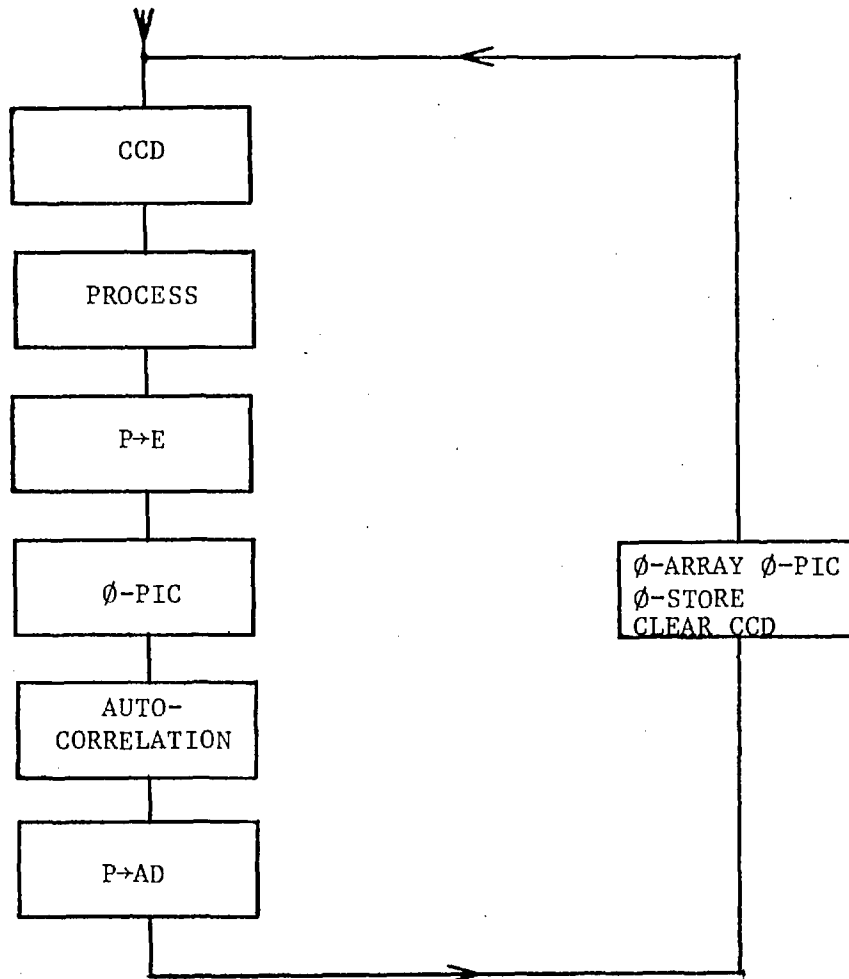 CCD
PROCESS
P→E
Ø-PIC
AUTO-
CORRELATION
P→AD
Ø-ARRAY Ø-PIC
Ø-STORE
CLEAR CCD